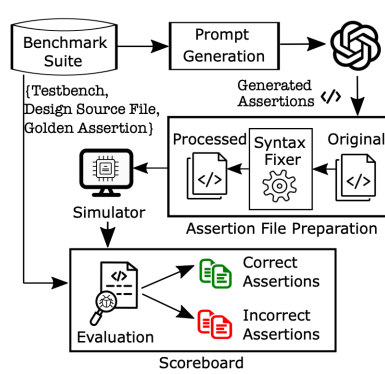 Benchmark
Suite
Prompt
Generation
{Testbench,
Design Source File,
Golden Assertion}
Generated
Assertions </>
Processed
Syntax
Fixer
Original
</>
</>
Assertion File Preparation
Simulator
</>
Evaluation
Correct
Assertions
Incorrect
Assertions
Scoreboard